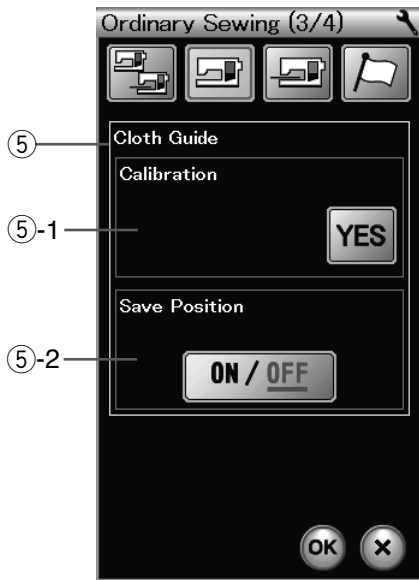 Ordinary Sewing (3/4)
⑤
Cloth Guide
Calibration
⑤-1
YES
Save Position
⑤-2
ON / OFF
OK